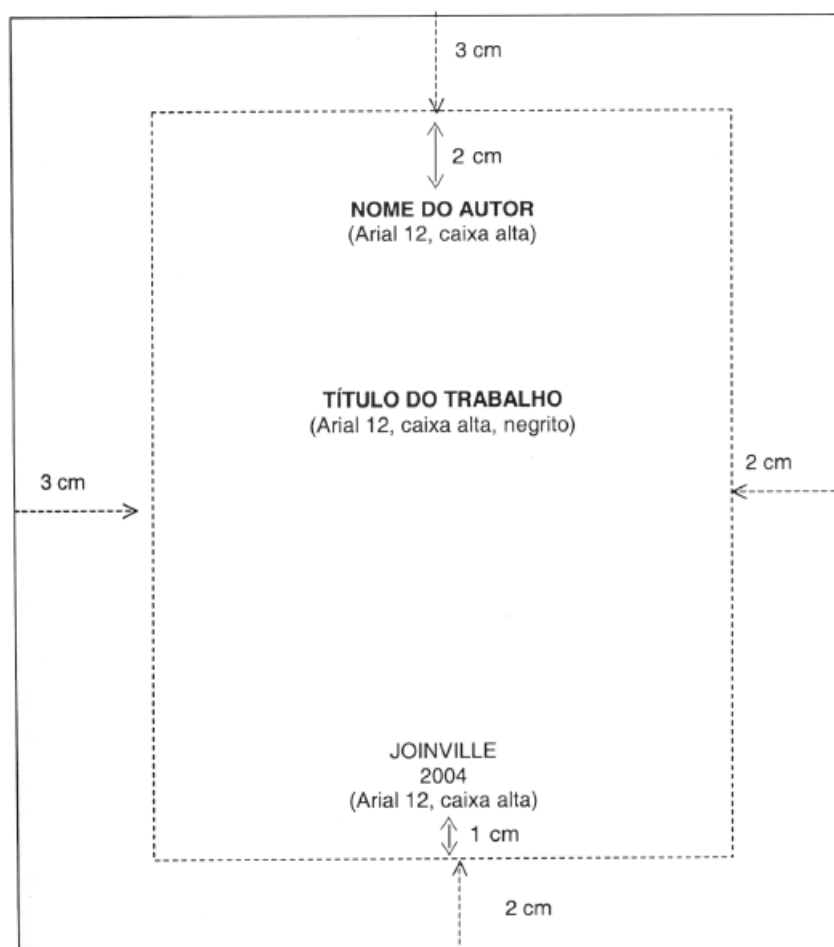 3 cm
2 cm
NOME DO AUTOR
(Arial 12, caixa alta)
TÍTULO DO TRABALHO
(Arial 12, caixa alta, negrito)
2 cm
3 cm
JOINVILLE
2004
(Arial 12, caixa alta)
1 cm
2 cm